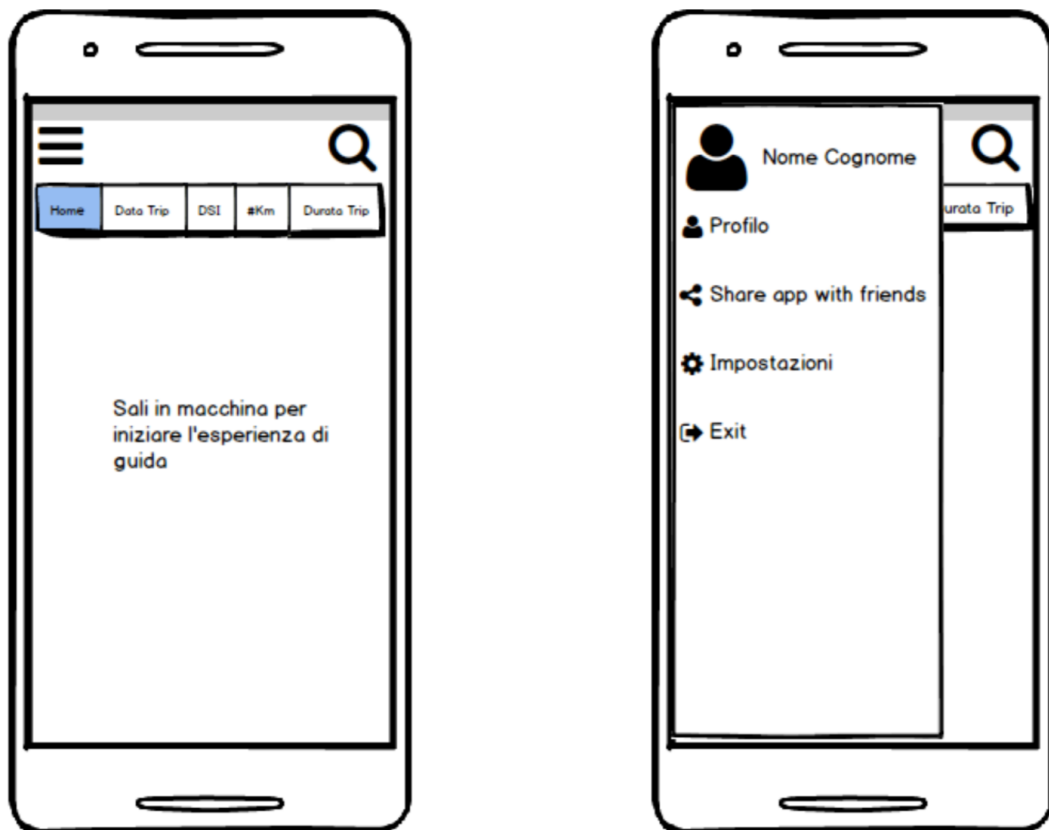 Home Data Trip DSI #Km Durata Trip
Sali in macchina per
iniziare l'esperienza di
guida
Nome Cognome
urata Trip
Profilo
Share app with friends
Impostazioni
Exit